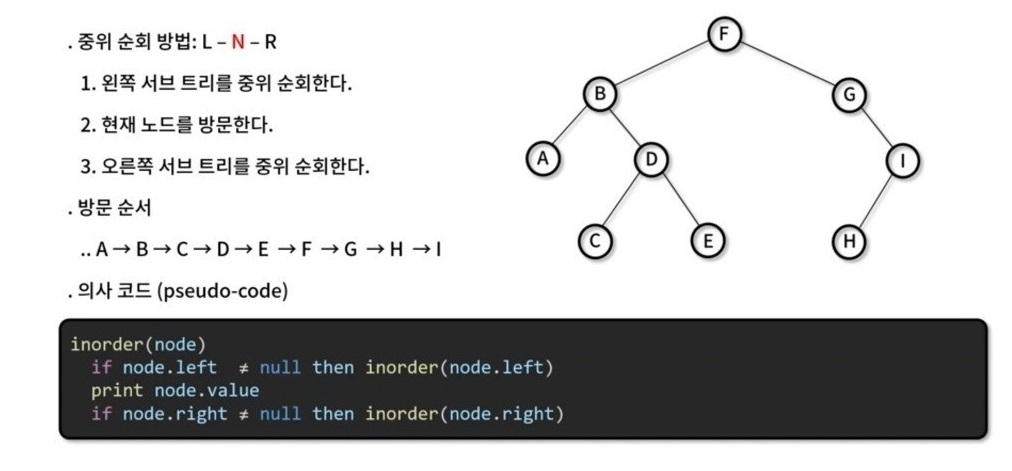 . 중위 순회 방법: L – N – R
1. 왼쪽 서브 트리를 중위 순회한다.
2. 현재 노드를 방문한다.
3. 오른쪽 서브 트리를 중위 순회한다.
. 방문 순서
.. A → B → C → D → E → F → G → H → I
. 의사 코드 (pseudo-code)
inorder(node)
if node.left ≠ null then inorder(node.left)
print node.value
if node.right ≠ null then inorder(node.right)
F
B G
A D I
C E H